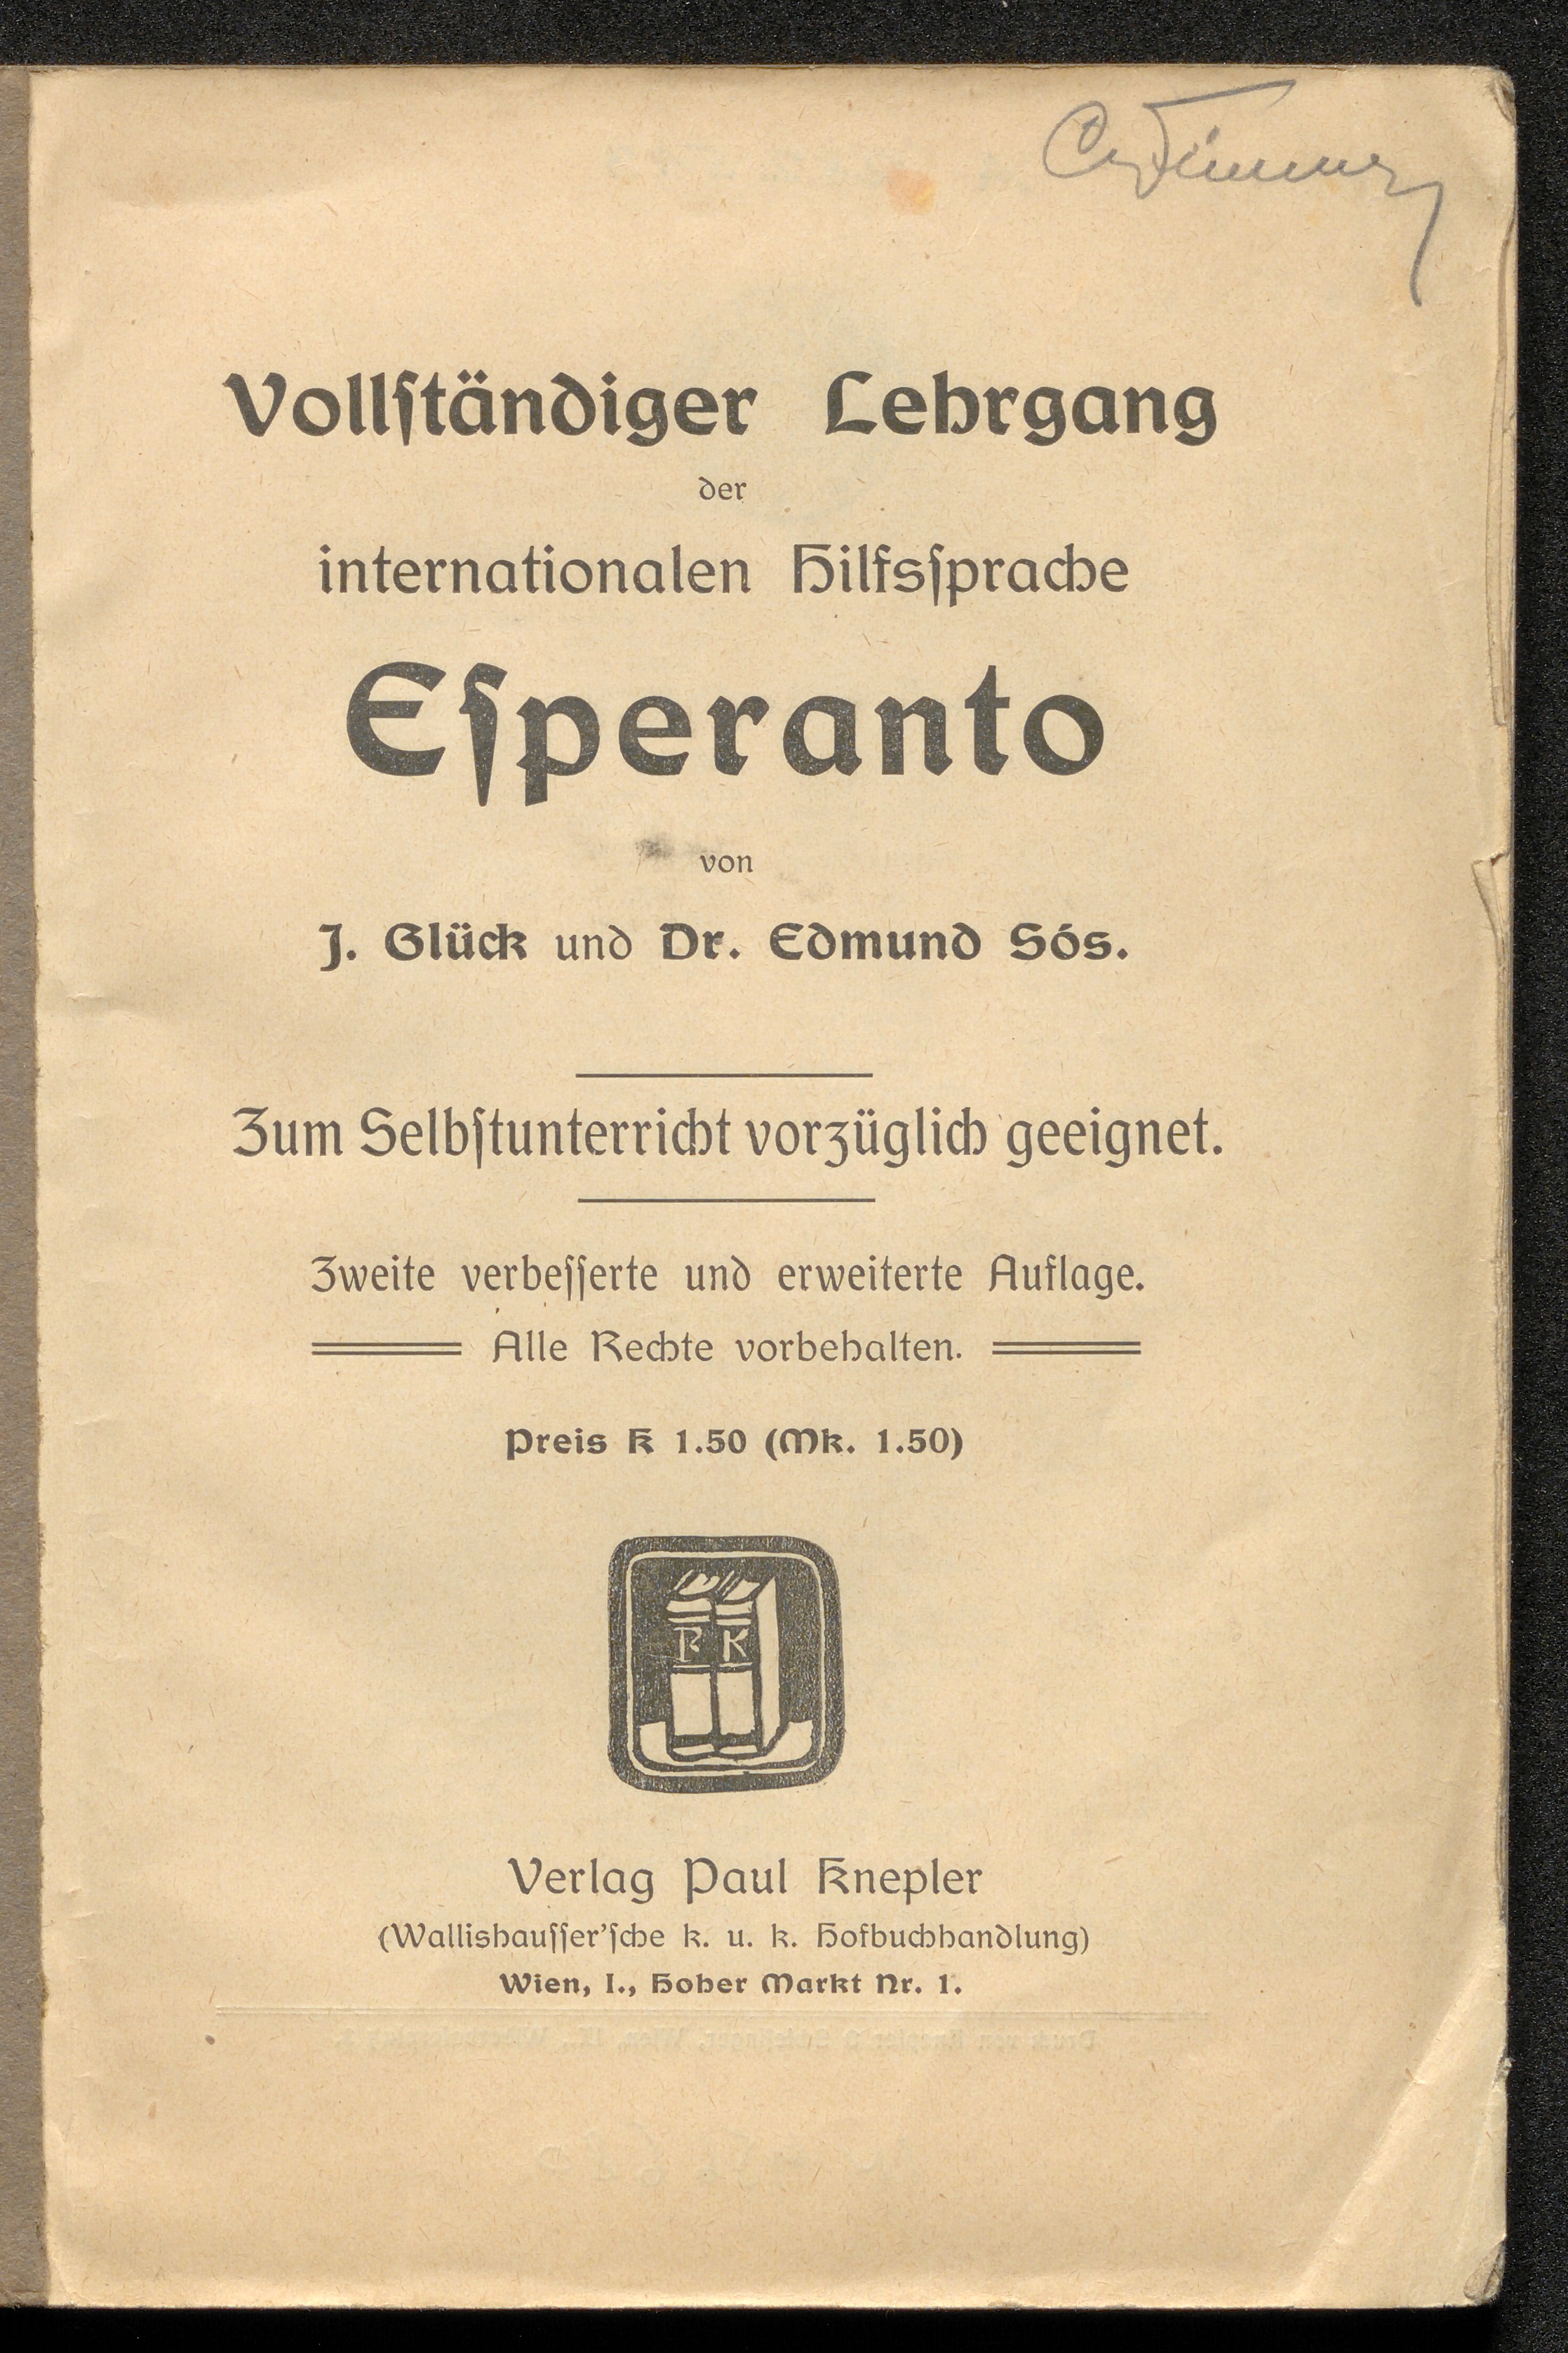 Vollſtändiger Lehrgang
der
internationalen Hilfsſprache
Eſperanto
von
J. Glück und Dr. Edmund Sós.
Zum Selbſtunterricht vorzüglich geeignet.
Zweite verbeſſerte und erweiterte Auflage.
Alle Rechte vorbehalten.
Preis K 1.50 (Mk. 1.50)
P K
Verlag Paul Knepler
(Wallishauſſer'ſche k. u. k. Hofbuchhandlung)
Wien, I., Hoher Markt Nr. 1.